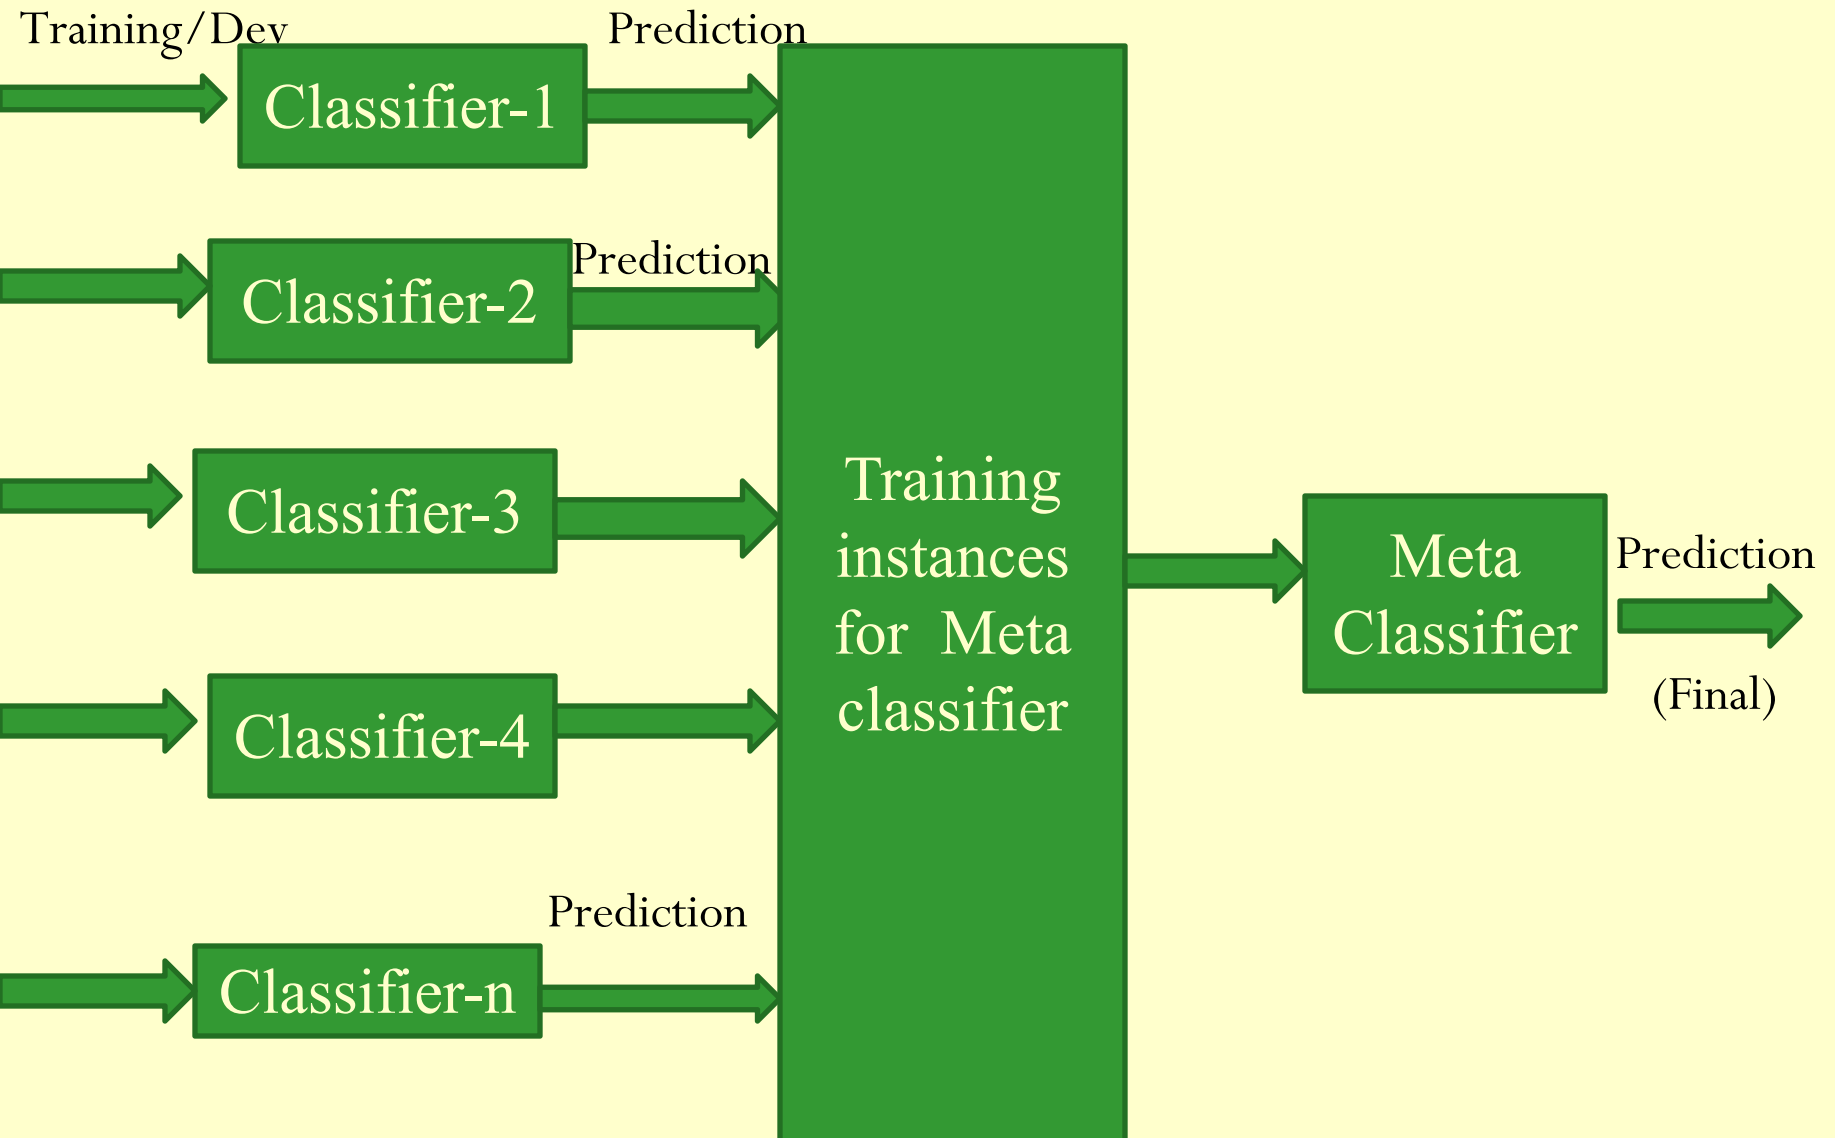 Training/Dev
Prediction
Classifier-1
Prediction
Classifier-2
Classifier-3
Classifier-4
Prediction
Classifier-n
Training
instances
for Meta
classifier
Meta
Classifier
Prediction
(Final)